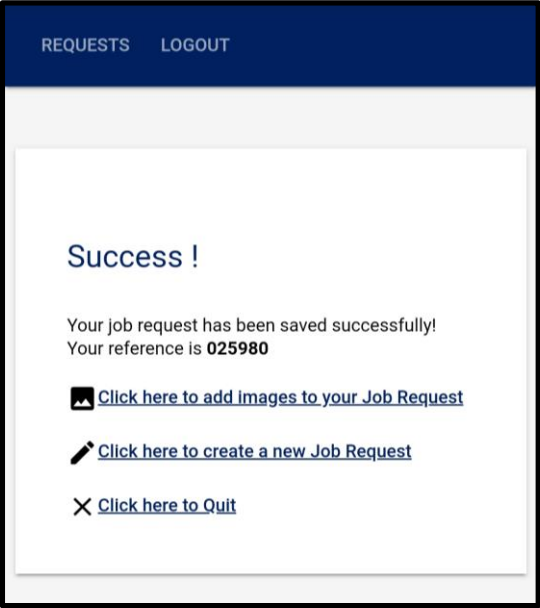 REQUESTS LOGOUT
Success !
Your job request has been saved successfully!
Your reference is 025980
Click here to add images to your Job Request
Click here to create a new Job Request
Click here to Quit